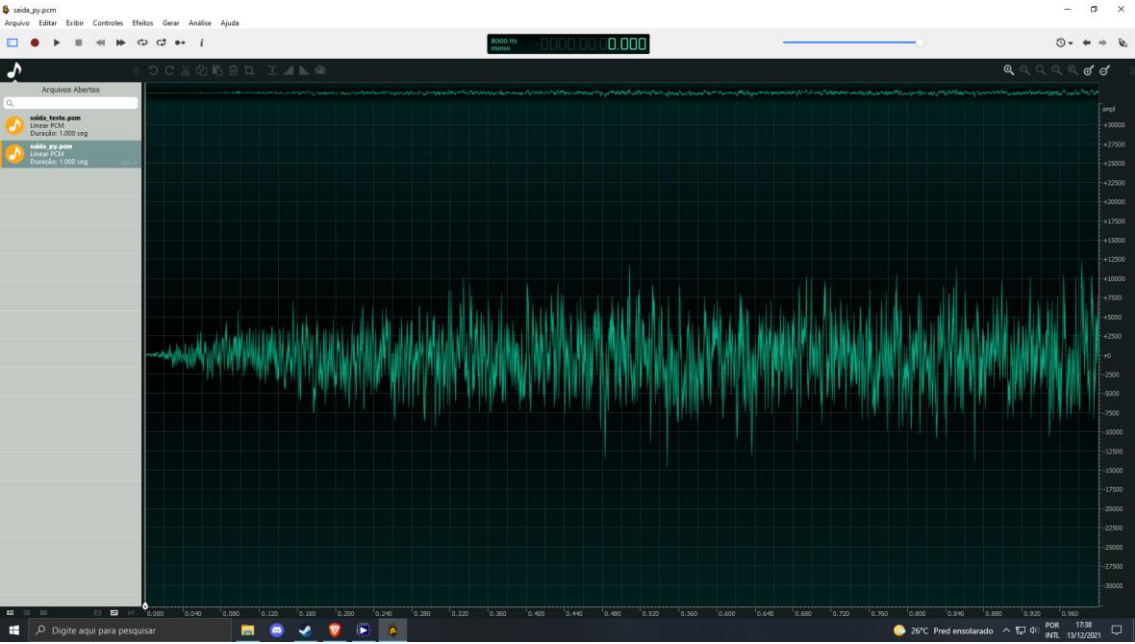 saida_py.pcm
Arquivo Editar Exibir Controles Efeitos Gerar Análise Ajuda
8000 Hz
mono
-0000 00:00:00.000
Arquivos Abertos
saida_teste.pcm
Linear PCM
Duração: 1.000 seg
saida_py.pcm
Linear PCM
Duração: 1.000 seg
smpl
+30000
+27500
+25000
+22500
+20000
+17500
+15000
+12500
+10000
+7500
+5000
+2500
+0
-2500
-5000
-7500
-10000
-12500
-15000
-17500
-20000
-22500
-25000
-27500
-30000
0.000 0.040 0.080 0.120 0.160 0.200 0.240 0.280 0.320 0.360 0.400 0.440 0.480 0.520 0.560 0.600 0.640 0.680 0.720 0.760 0.800 0.840 0.880 0.920 0.960
Digite aqui para pesquisar
26°C Pred ensolarado
POR
INTL
17:38
13/12/2021